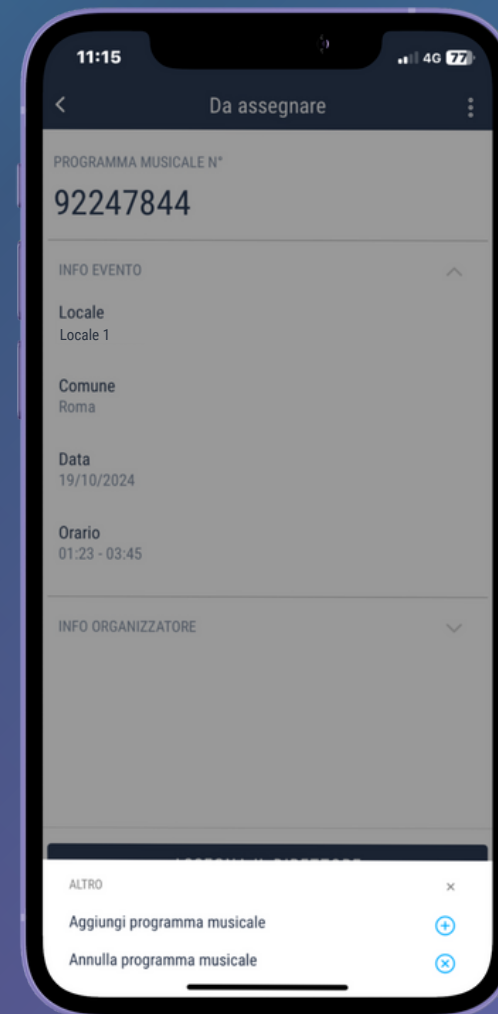 11:15
4G 77
Da assegnare
PROGRAMMA MUSICALE N°
92247844
INFO EVENTO
Locale
Locale 1
Comune
Roma
Data
19/10/2024
Orario
01:23 - 03:45
INFO ORGANIZZATORE
ALTRO
Aggiungi programma musicale
Annulla programma musicale